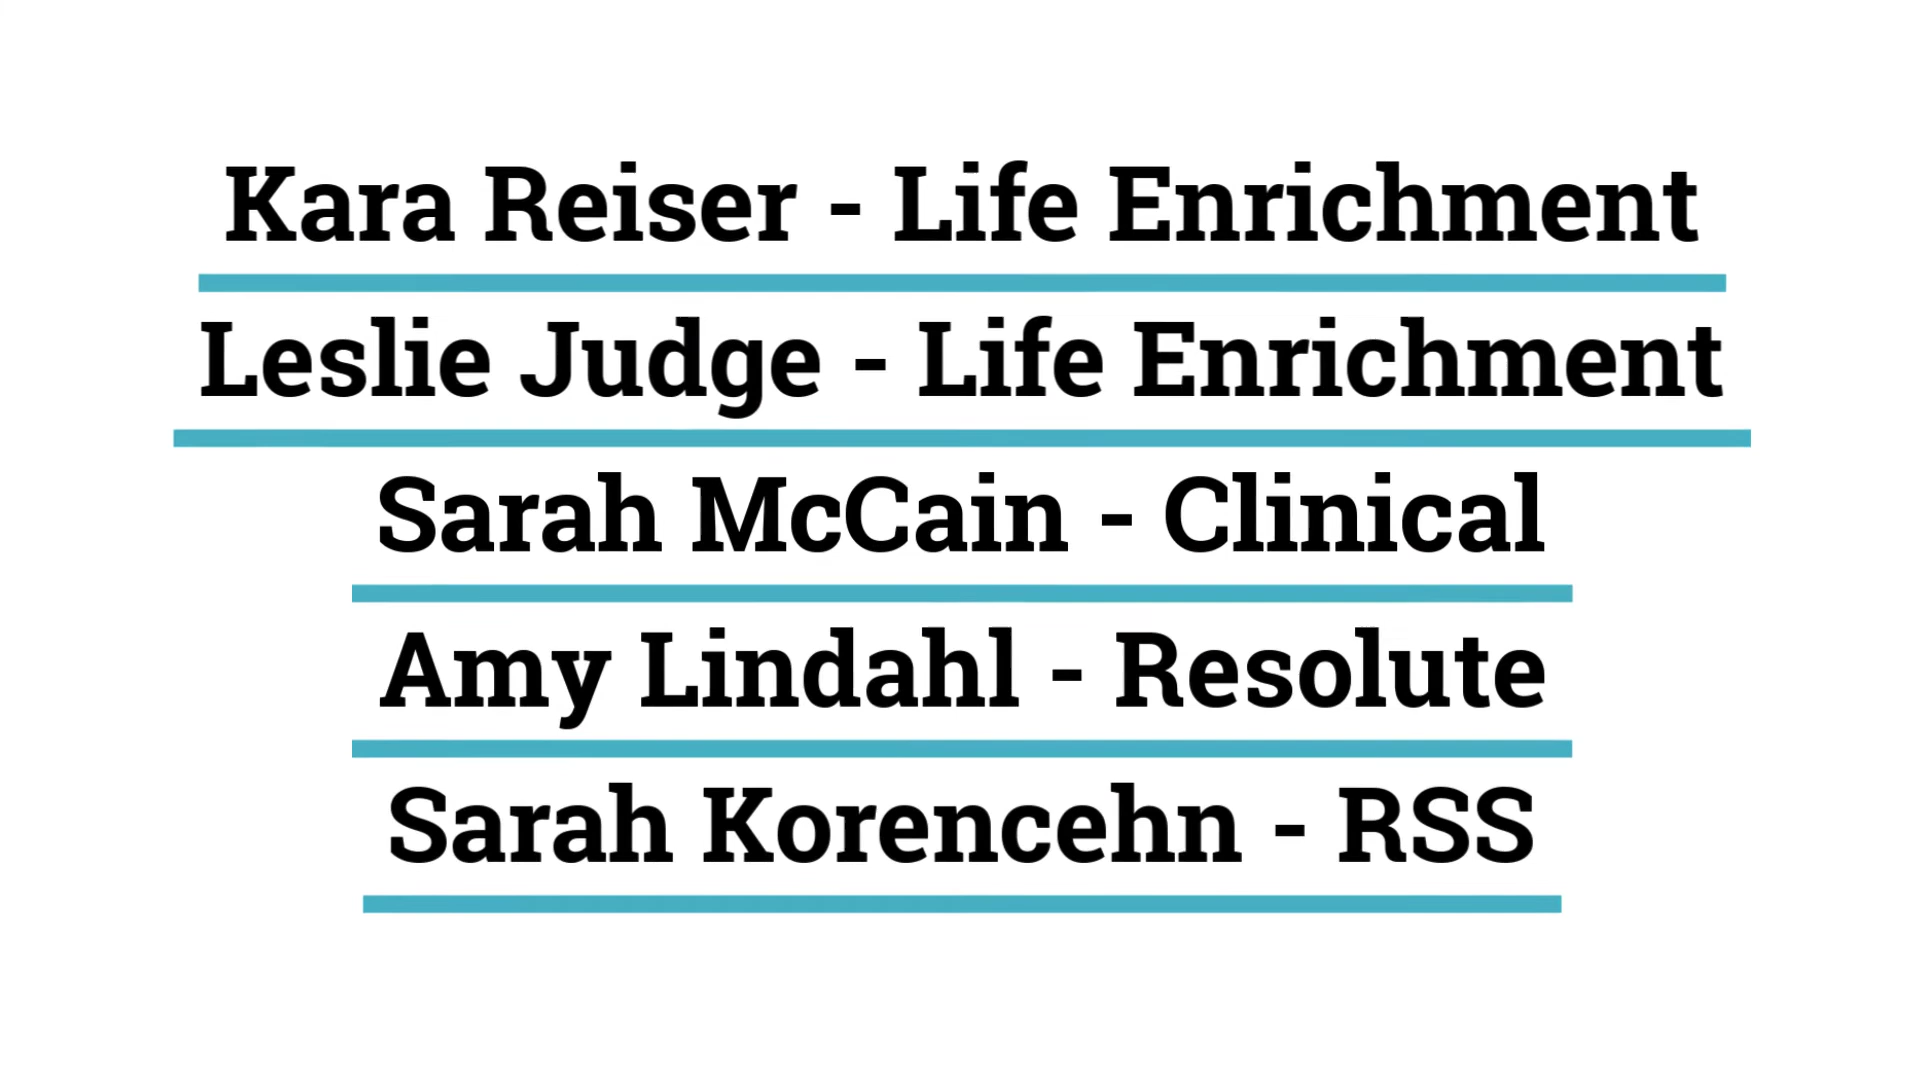 Kara Reiser - Life Enrichment
Leslie Judge - Life Enrichment
Sarah McCain - Clinical
Amy Lindahl - Resolute
Sarah Korencehn - RSS